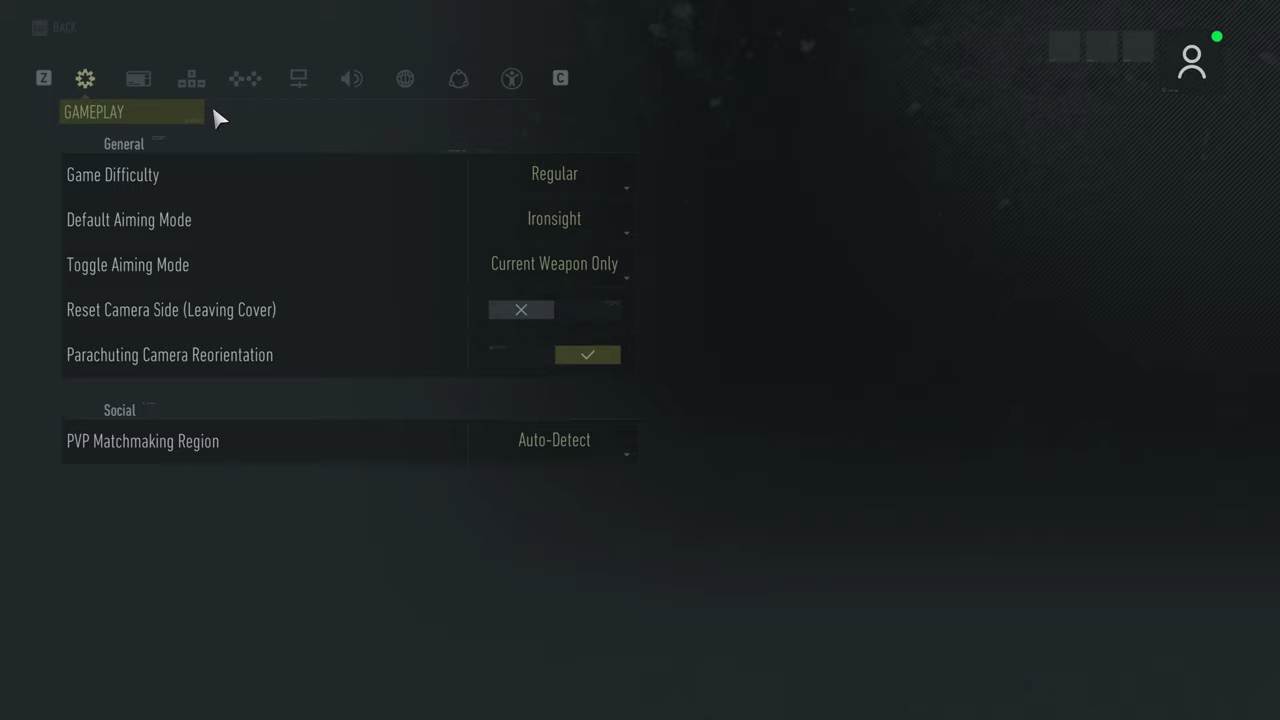 BACK
Z
C
GAMEPLAY
General
Game Difficulty
Regular
Default Aiming Mode
Ironsight
Toggle Aiming Mode
Current Weapon Only
Reset Camera Side (Leaving Cover)
Parachuting Camera Reorientation
Social
PVP Matchmaking Region
Auto-Detect